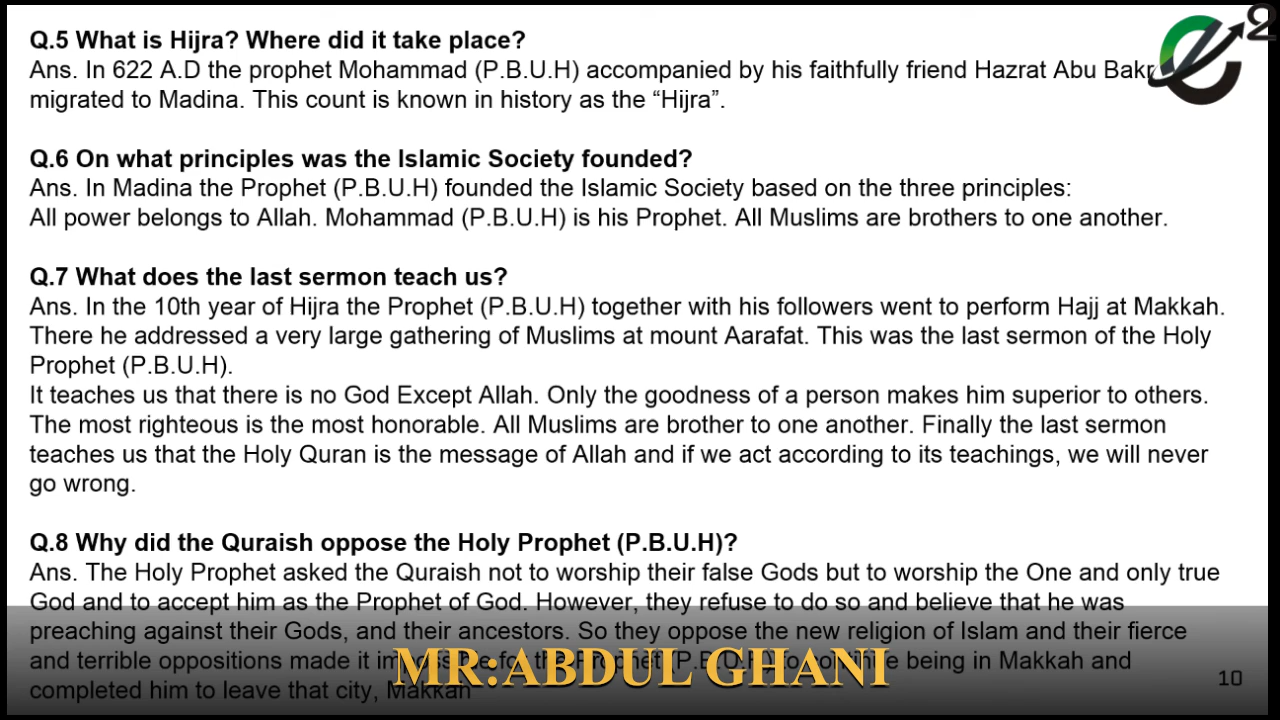 Q.5 What is Hijra? Where did it take place?
Ans. In 622 A.D the prophet Mohammad (P.B.U.H) accompanied by his faithfully friend Hazrat Abu Bakr
migrated to Madina. This count is known in history as the “Hijra”.
Q.6 On what principles was the Islamic Society founded?
Ans. In Madina the Prophet (P.B.U.H) founded the Islamic Society based on the three principles:
All power belongs to Allah. Mohammad (P.B.U.H) is his Prophet. All Muslims are brothers to one another.
Q.7 What does the last sermon teach us?
Ans. In the 10th year of Hijra the Prophet (P.B.U.H) together with his followers went to perform Hajj at Makkah.
There he addressed a very large gathering of Muslims at mount Aarafat. This was the last sermon of the Holy
Prophet (P.B.U.H).
It teaches us that there is no God Except Allah. Only the goodness of a person makes him superior to others.
The most righteous is the most honorable. All Muslims are brother to one another. Finally the last sermon
teaches us that the Holy Quran is the message of Allah and if we act according to its teachings, we will never
go wrong.
Q.8 Why did the Quraish oppose the Holy Prophet (P.B.U.H)?
Ans. The Holy Prophet asked the Quraish not to worship their false Gods but to worship the One and only true
God and to accept him as the Prophet of God. However, they refuse to do so and believe that he was
preaching against their Gods, and their ancestors. So they oppose the new religion of Islam and their fierce
and terrible oppositions made it being in Makkah and
completed him to leave that city, Makkah
MR:ABDUL GHANI
10
e2